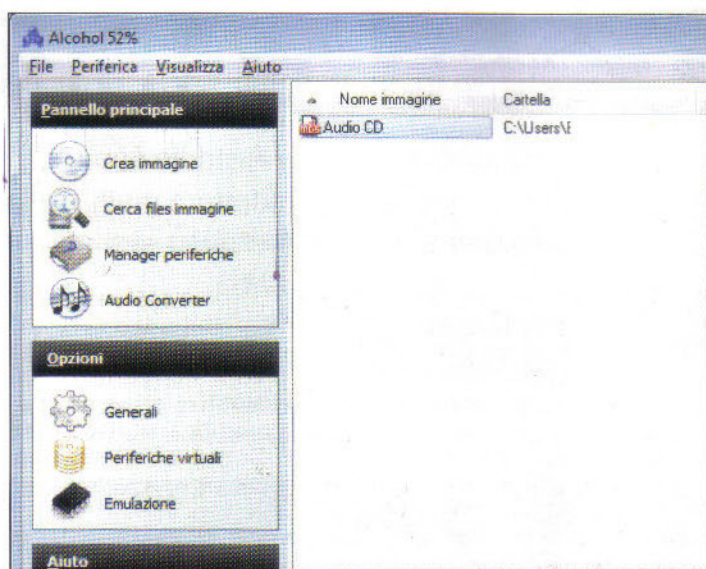 Alcohol 52%
File Periferica Visualizza Aiuto
Pannello principale
Crea immagine
Cerca files immagine
Manager periferiche
Audio Converter
Opzioni
Generali
Periferiche virtuali
Emulazione
Aiuto
Nome immagine Cartella
Audio CD C:\Users\E